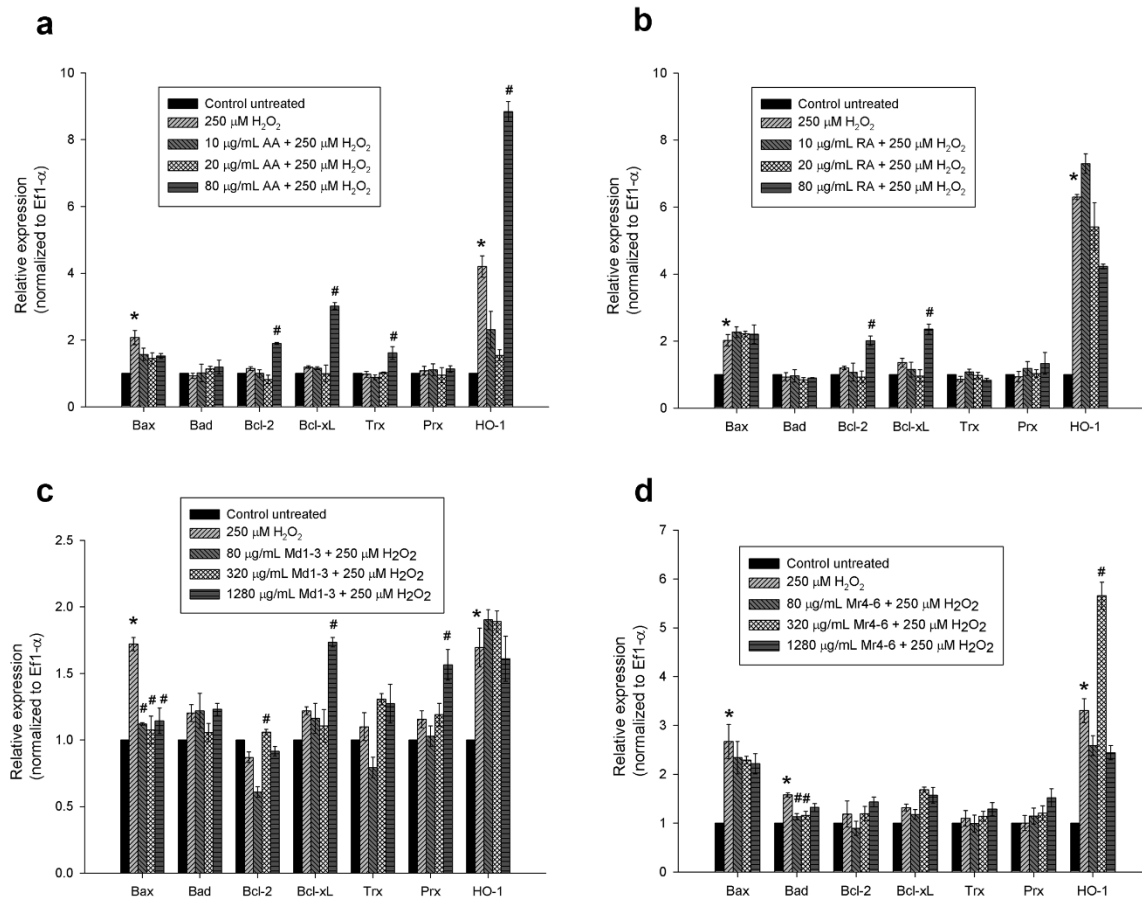 a
10
8
6
4
2
0
Relative expression
(normalized to Ef1-α)
Control untreated
250 μM H₂O₂
10 μg/mL AA + 250 μM H₂O₂
20 μg/mL AA + 250 μM H₂O₂
80 μg/mL AA + 250 μM H₂O₂
* # # # * #
Bax Bad Bcl-2 Bcl-xL Trx Prx HO-1
b
10
8
6
4
2
0
Relative expression
(normalized to Ef1-α)
Control untreated
250 μM H₂O₂
10 μg/mL RA + 250 μM H₂O₂
20 μg/mL RA + 250 μM H₂O₂
80 μg/mL RA + 250 μM H₂O₂
* # # *
Bax Bad Bcl-2 Bcl-xL Trx Prx HO-1
c
2.5
2.0
1.5
1.0
0.5
0.0
Relative expression
(normalized to Ef1-α)
Control untreated
250 μM H₂O₂
80 μg/mL Md1-3 + 250 μM H₂O₂
320 μg/mL Md1-3 + 250 μM H₂O₂
1280 μg/mL Md1-3 + 250 μM H₂O₂
* # # # # # # *
Bax Bad Bcl-2 Bcl-xL Trx Prx HO-1
d
7
6
5
4
3
2
1
0
Relative expression
(normalized to Ef1-α)
Control untreated
250 μM H₂O₂
80 μg/mL Mr4-6 + 250 μM H₂O₂
320 μg/mL Mr4-6 + 250 μM H₂O₂
1280 μg/mL Mr4-6 + 250 μM H₂O₂
* * ## * #
Bax Bad Bcl-2 Bcl-xL Trx Prx HO-1